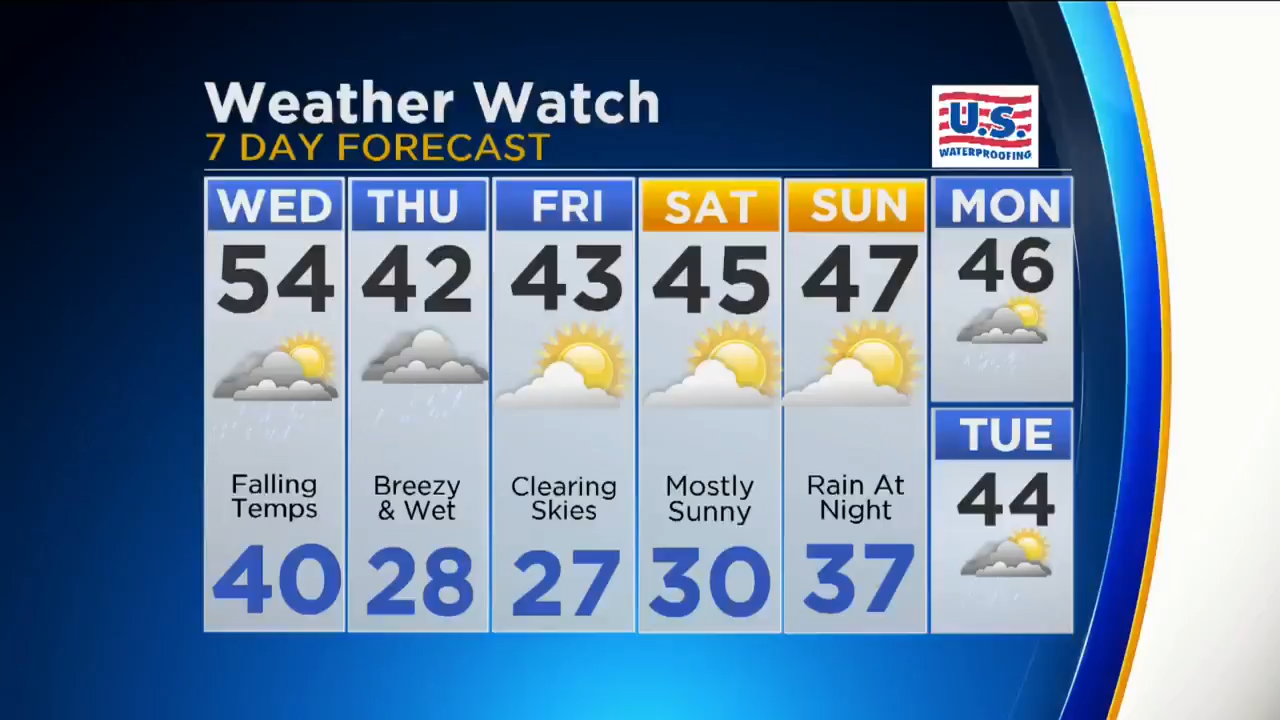 Weather Watch
7 DAY FORECAST
U.S.
WATERPROOFING
WED THU FRI SAT SUN MON
54 42 43 45 47 46
TUE
44
Falling Temps
Breezy & Wet
Clearing Skies
Mostly Sunny
Rain At Night
40 28 27 30 37